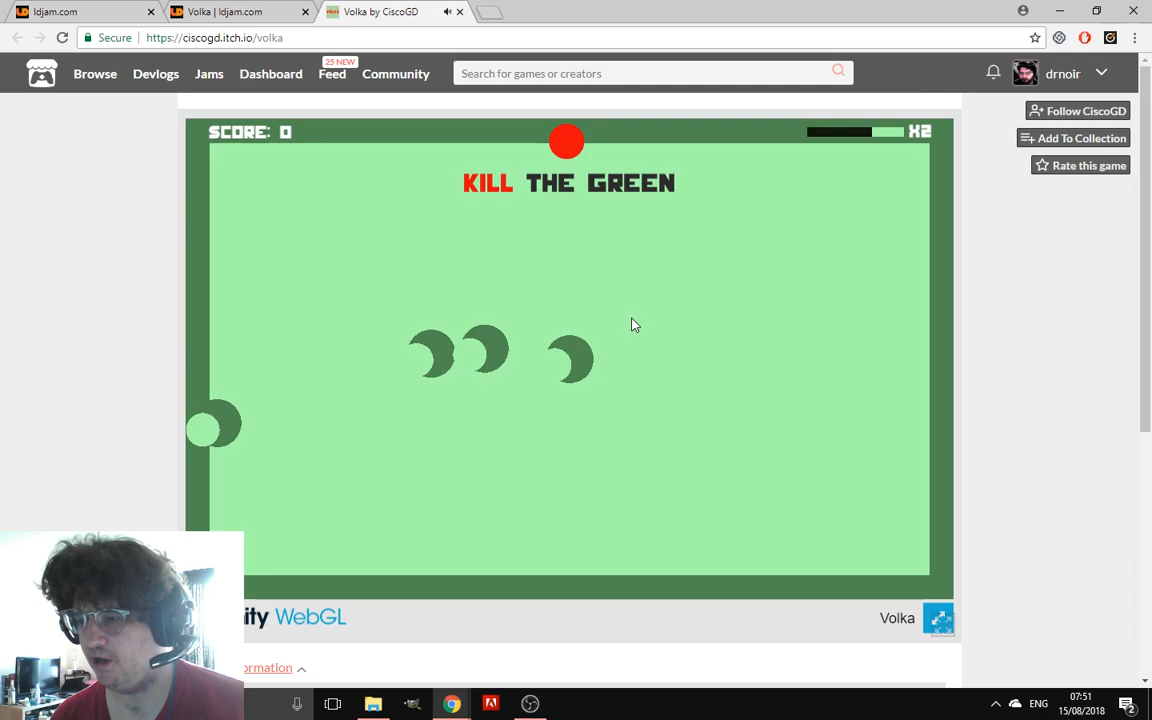 ldjam.com
Volka | ldjam.com
Volka by CiscoGD
Secure https://ciscogd.itch.io/volka
25 NEW
Browse Devlogs Jams Dashboard Feed Community Search for games or creators drnoir
Follow CiscoGD
Add To Collection
Rate this game
SCORE: 0 X2
KILL THE GREEN
ity WebGL Volka
ormation
ENG 07:51
15/08/2018 2